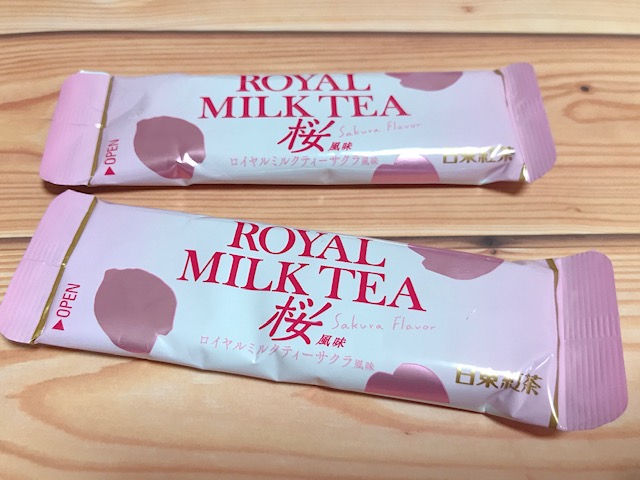 ROYAL
MILK TEA
桜 風味 Sakura Flavor
ロイヤルミルクティーサクラ風味
▶OPEN
日東紅茶
ROYAL
MILK TEA
桜 風味 Sakura Flavor
ロイヤルミルクティーサクラ風味
▶OPEN
日東紅茶